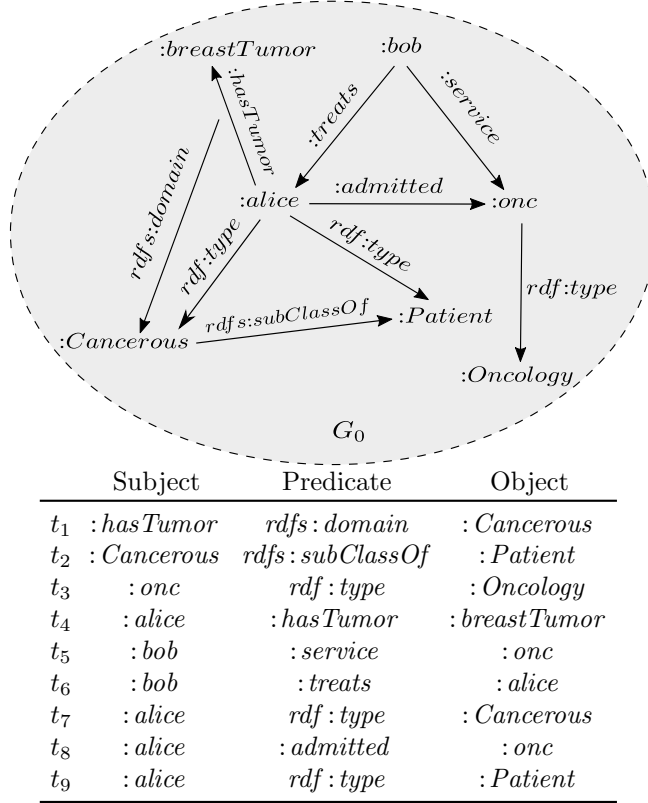 :breastTumor
:bob
:hasTumor
:treats
:service
rdfs:domain
:alice
:admitted
:onc
rdf:type
rdf:type
rdf:type
rdfs:subClassOf
:Cancerous
:Patient
:Oncology
G0
Subject Predicate Object
t1 :hasTumor rdfs:domain :Cancerous
t2 :Cancerous rdfs:subClassOf :Patient
t3 :onc rdf:type :Oncology
t4 :alice :hasTumor :breastTumor
t5 :bob :service :onc
t6 :bob :treats :alice
t7 :alice rdf:type :Cancerous
t8 :alice :admitted :onc
t9 :alice rdf:type :Patient